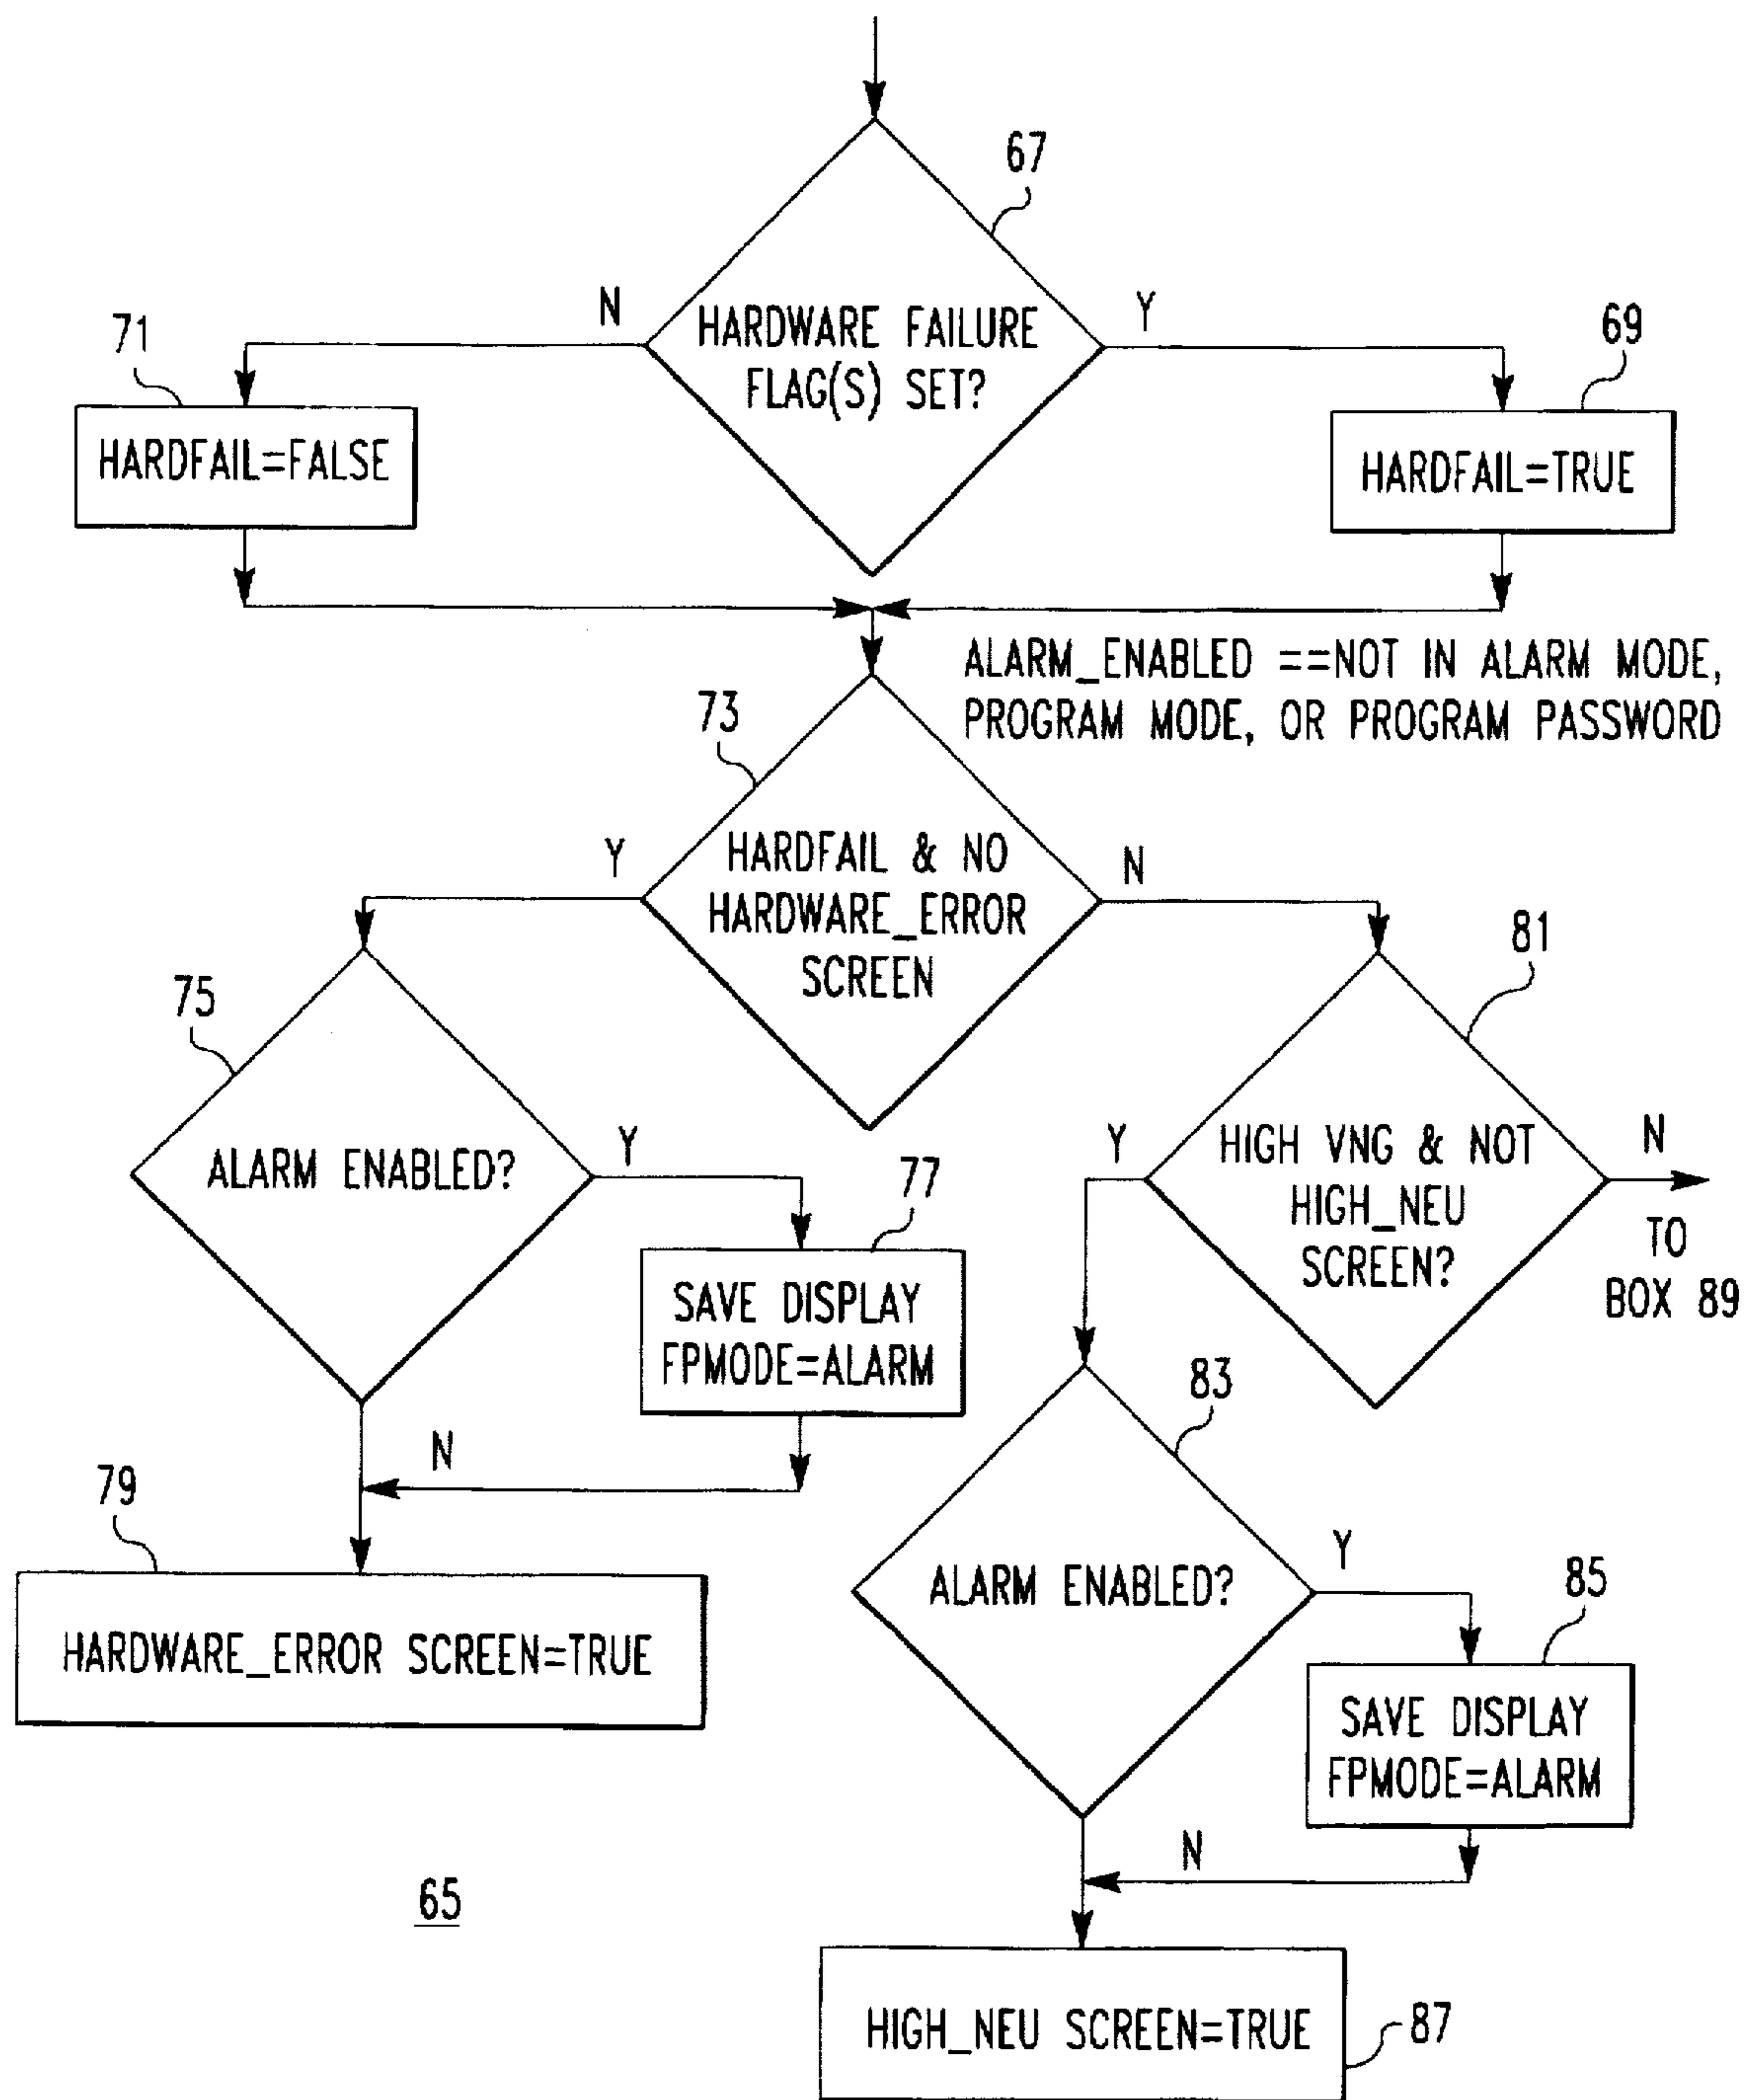 67
N
Y
HARDWARE FAILURE
FLAG(S) SET?
71
69
HARDFAIL=FALSE
HARDFAIL=TRUE
ALARM_ENABLED ==NOT IN ALARM MODE,
PROGRAM MODE, OR PROGRAM PASSWORD
73
Y
HARDFAIL & NO
HARDWARE_ERROR
SCREEN
N
81
75
ALARM ENABLED?
Y
77
SAVE DISPLAY
FPMODE=ALARM
Y
HIGH VNG & NOT
HIGH_NEU
SCREEN?
N
TO
BOX 89
N
79
HARDWARE_ERROR SCREEN=TRUE
83
ALARM ENABLED?
Y
85
SAVE DISPLAY
FPMODE=ALARM
N
65
HIGH_NEU SCREEN=TRUE
87